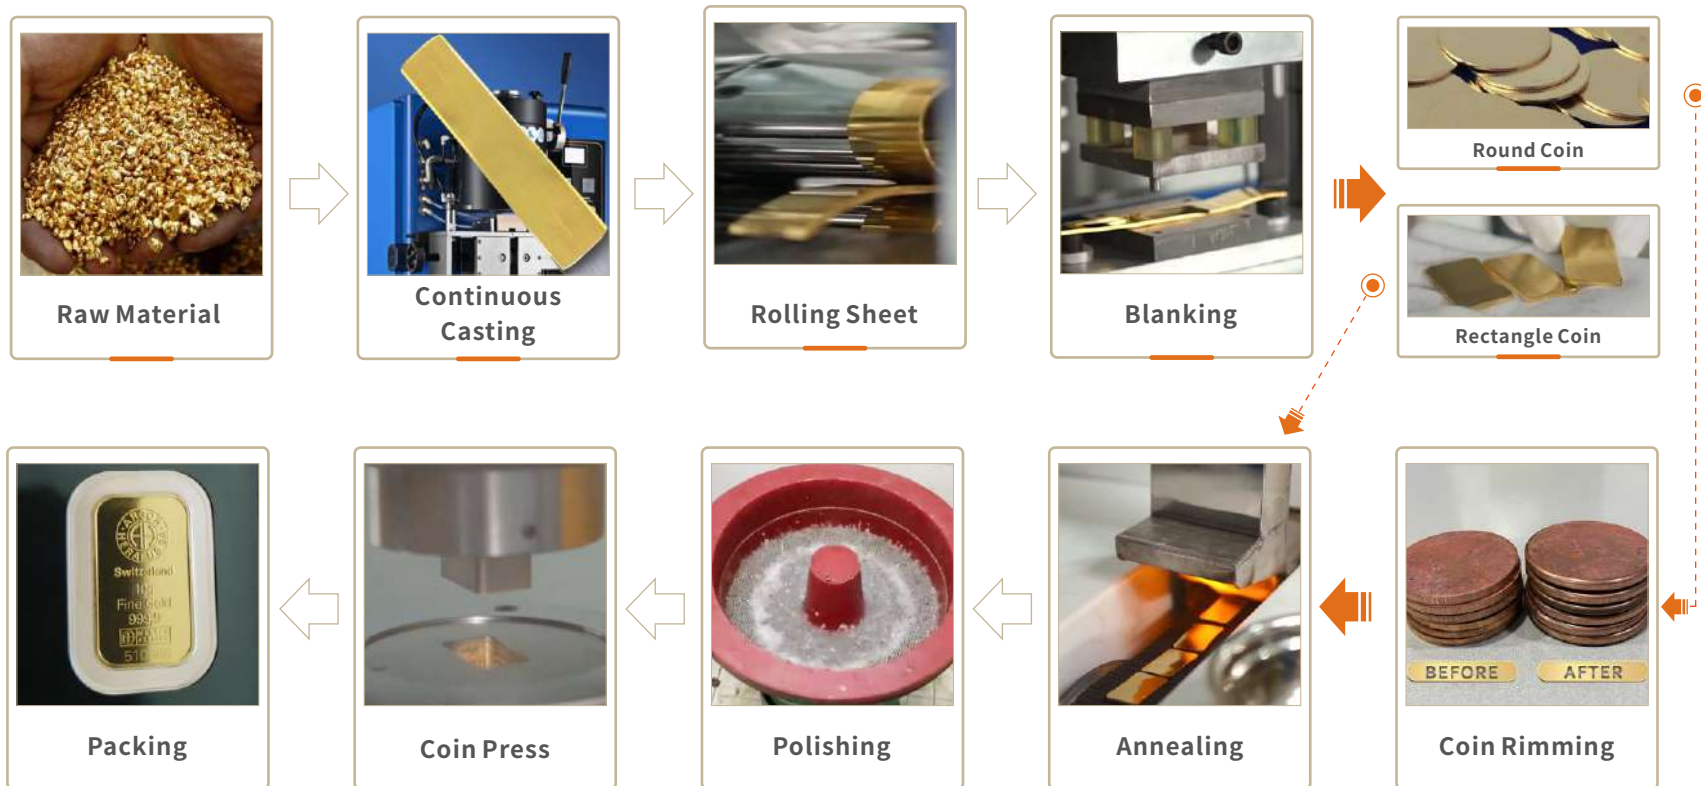 Raw Material
Continuous
Casting
Rolling Sheet
Blanking
Round Coin
Rectangle Coin
Packing
Coin Press
Polishing
Annealing
Coin Rimming
BEFORE
AFTER
Switzerland
Fine Gold